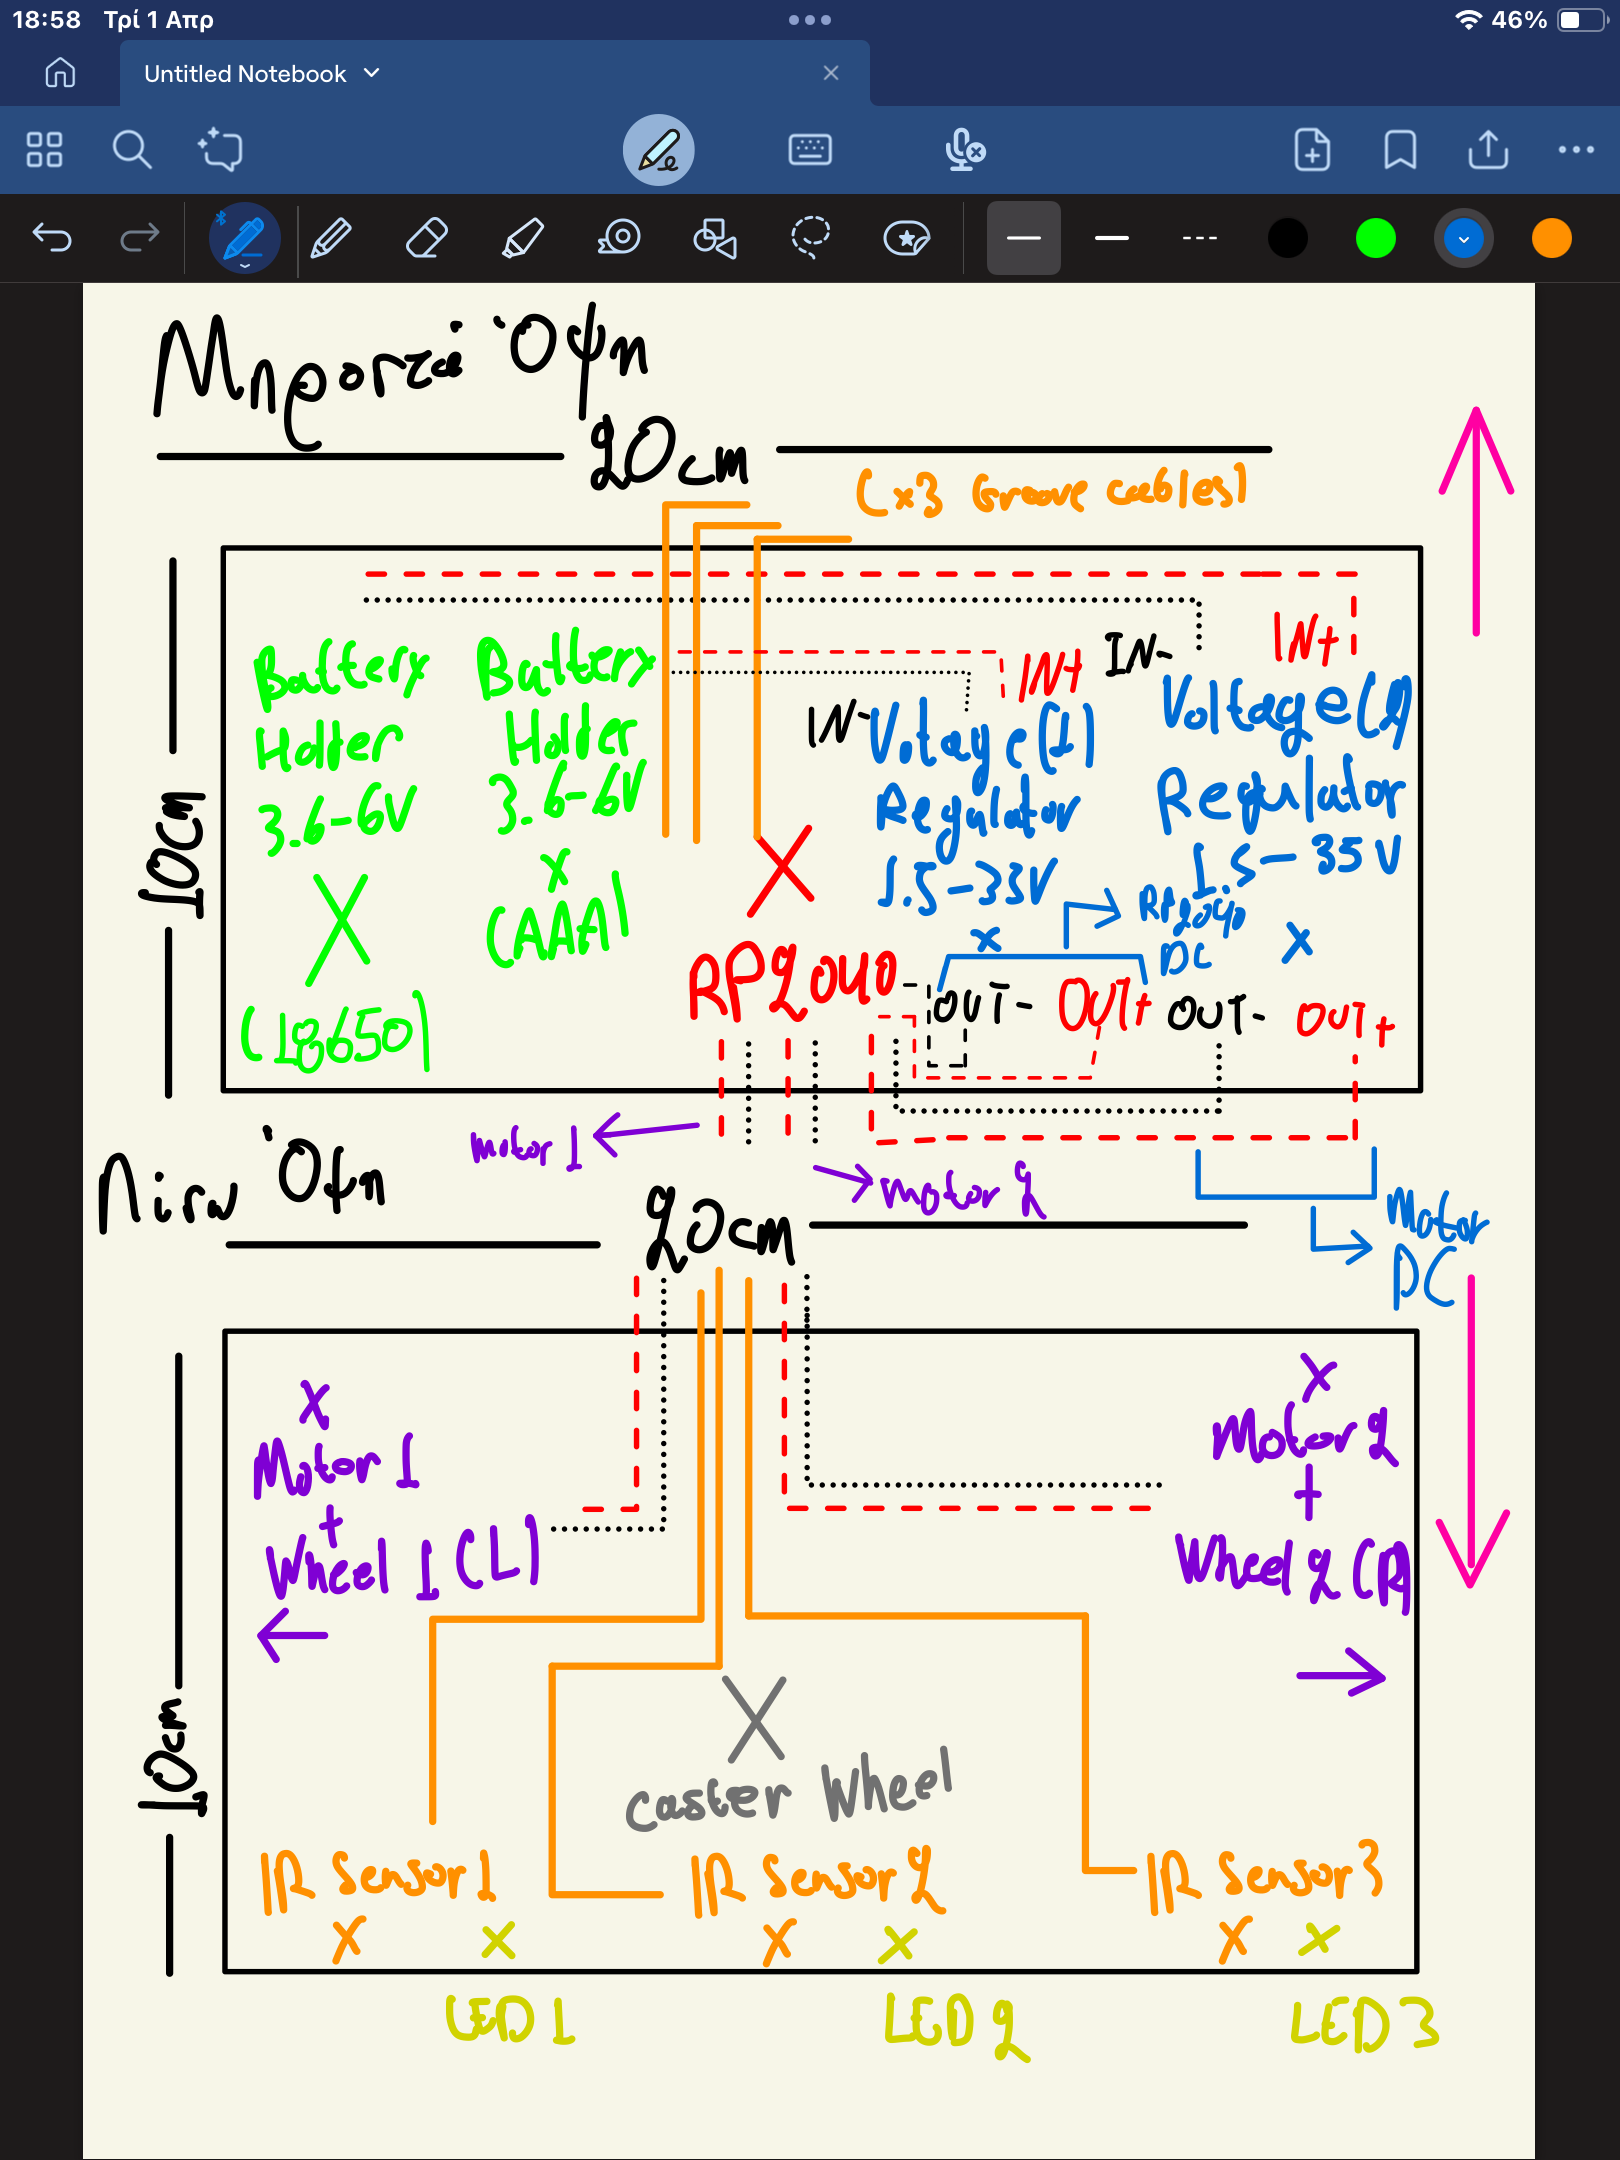 18:58 Τρί 1 Απρ
46%
Untitled Notebook
Μπροστά Όψη
20cm
(x3 Groove cables)
10cm
IN-
IN+
IN+
IN-
Battery
Holder
3.6-6V
(18650)
Battery
Holder
3.6-6V
X
(AAA)
Votage (1)
Regulator
1.5-33V
x
Voltage (2)
Regulator
1.5-35V
x
RP2040
DC
RP2040
OUT-
OUT+
OUT-
OUT+
motor 1
motor 2
Motor
DC
Πίσω Όψη
20cm
10cm
X
Motor 1
+
Wheel 1 (L)
X
Motor 2
+
Wheel 2 (R)
Caster Wheel
IR Sensor 1
IR Sensor 2
IR Sensor 3
X
X
X
X
X
X
LED 1
LED 2
LED 3